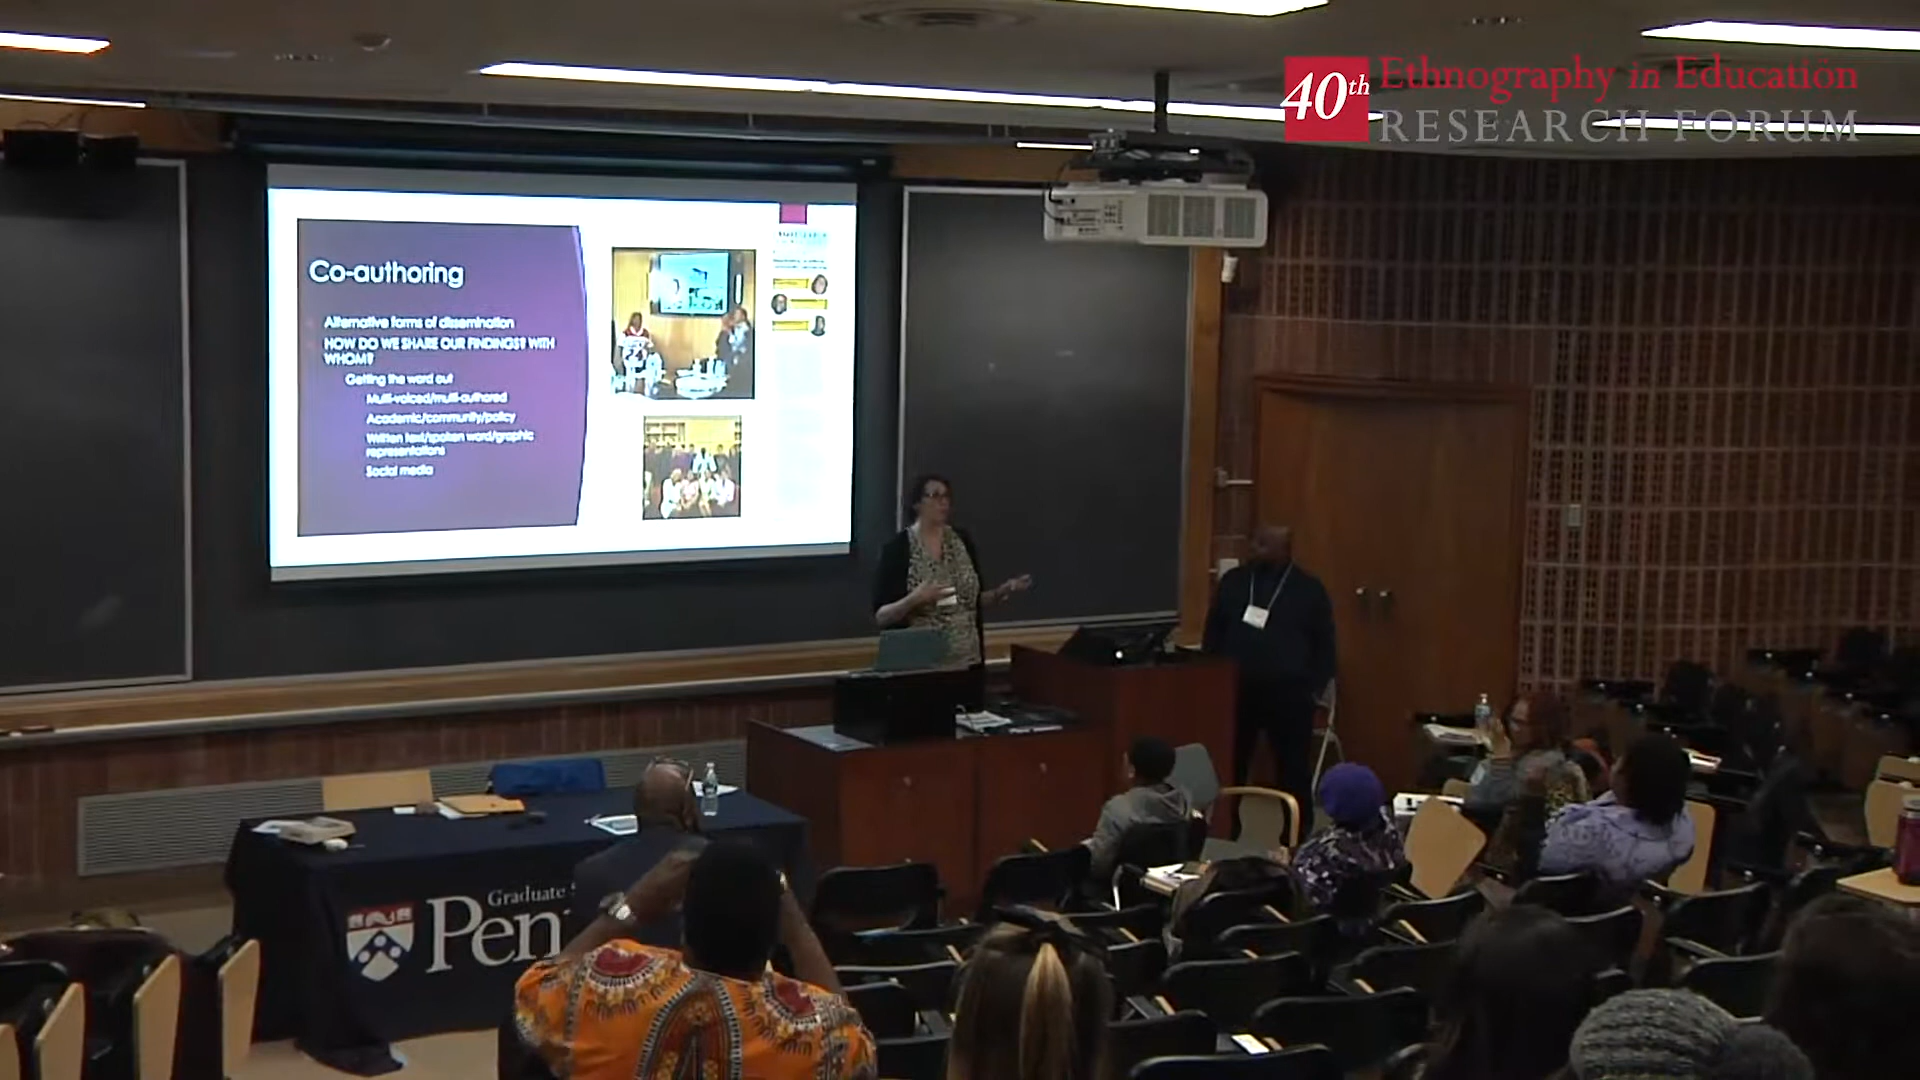 40th Ethnography in Education
RESEARCH FORUM
Co-authoring
Alternative forms of dissemination
HOW DO WE SHARE OUR FINDINGS? WITH
WHOM?
Getting the word out
Multi-voiced/multi-authored
Academic/community/policy
Written text/spoken word/graphic
representations
Social media
Graduate
Pen